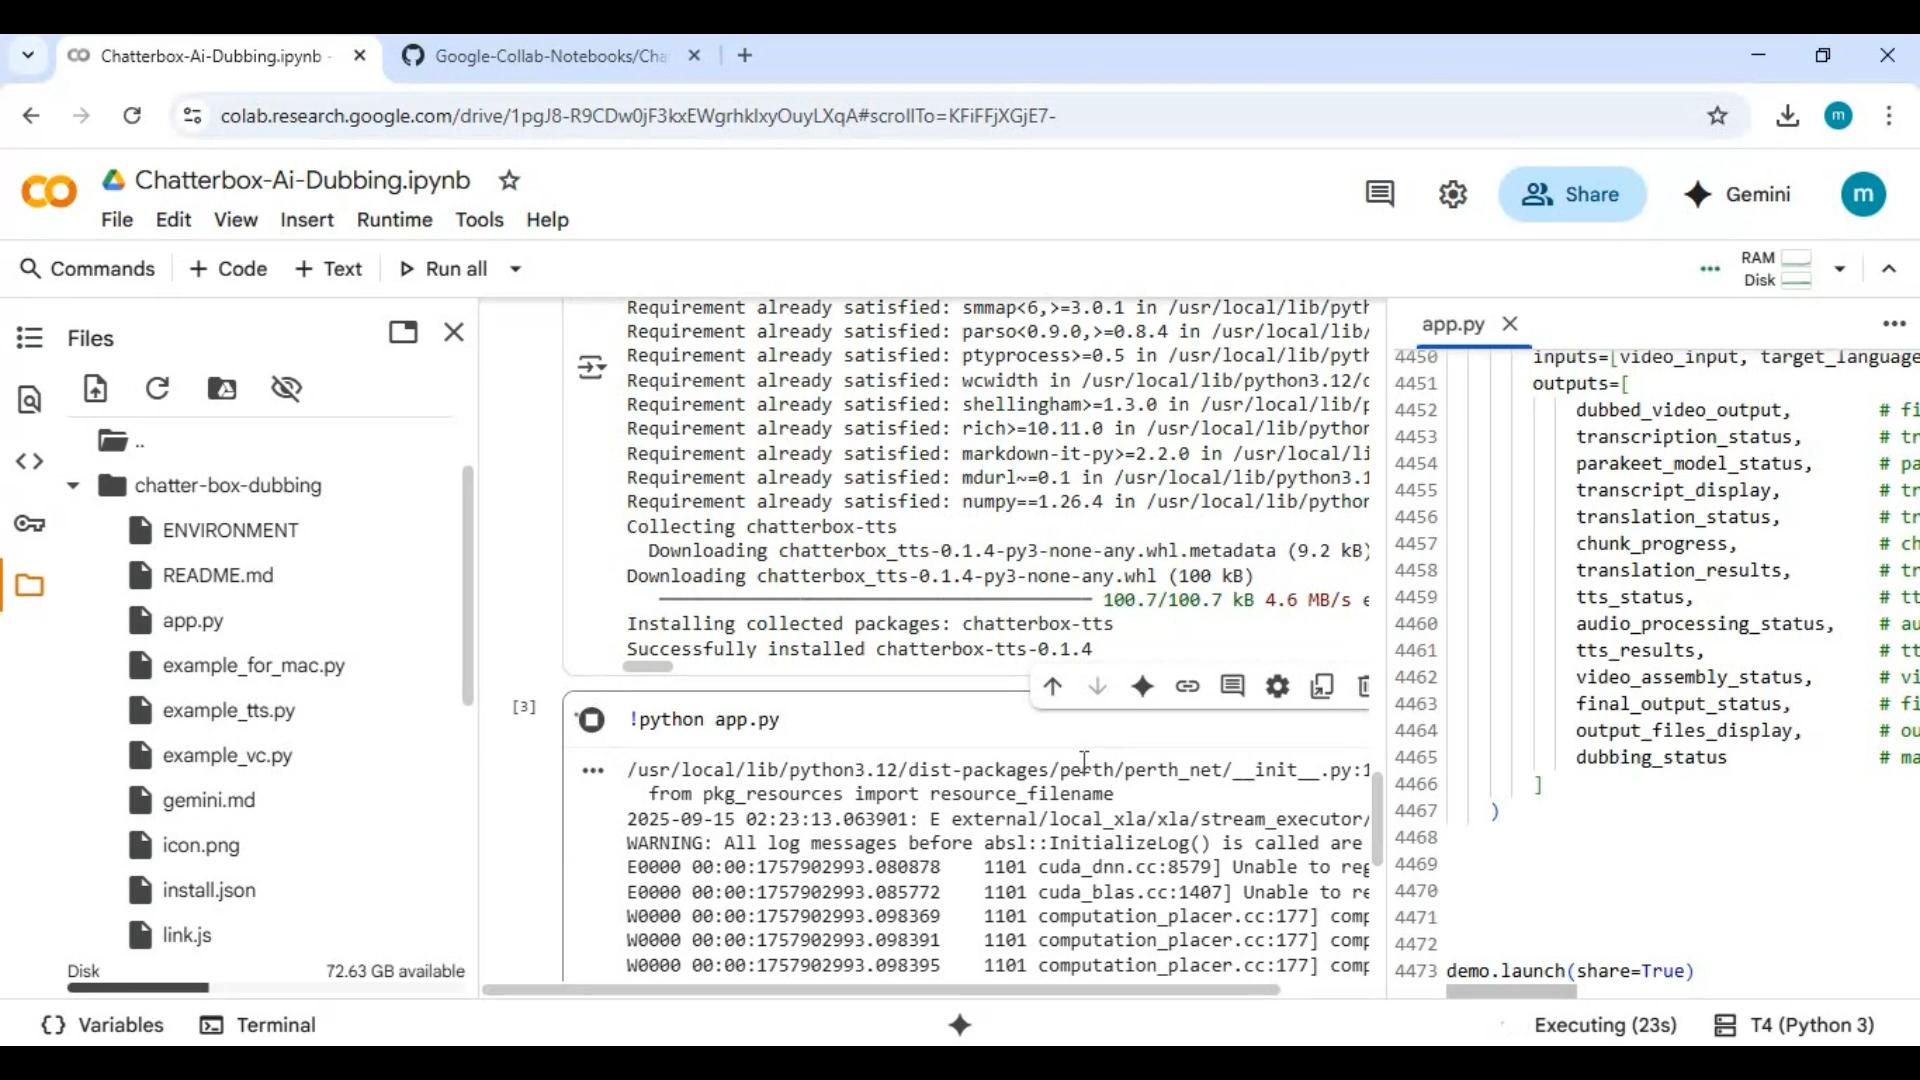 Chatterbox-Ai-Dubbing.ipynb -
Google-Collab-Notebooks/Cha
colab.research.google.com/drive/1pgJ8-R9CDw0jF3kxEWgrhklxyOuyLXqA#scrollTo=KFiFFjXGjE7-
m
CO
Chatterbox-Ai-Dubbing.ipynb
File Edit View Insert Runtime Tools Help
Share
Gemini
m
Commands + Code + Text Run all
RAM
Disk
Files
..
chatter-box-dubbing
ENVIRONMENT
README.md
app.py
example_for_mac.py
example_tts.py
example_vc.py
gemini.md
icon.png
install.json
link.js
Disk 72.63 GB available
Requirement already satisfied: smmap<6,>=3.0.1 in /usr/local/lib/pyth
Requirement already satisfied: parso<0.9.0,>=0.8.4 in /usr/local/lib/
Requirement already satisfied: ptyprocess>=0.5 in /usr/local/lib/pyth
Requirement already satisfied: wcwidth in /usr/local/lib/python3.12/d
Requirement already satisfied: shellingham>=1.3.0 in /usr/local/lib/p
Requirement already satisfied: rich>=10.11.0 in /usr/local/lib/python
Requirement already satisfied: markdown-it-py>=2.2.0 in /usr/local/li
Requirement already satisfied: mdurl~=0.1 in /usr/local/lib/python3.1
Requirement already satisfied: numpy==1.26.4 in /usr/local/lib/python
Collecting chatterbox-tts
Downloading chatterbox_tts-0.1.4-py3-none-any.whl.metadata (9.2 kB)
Downloading chatterbox_tts-0.1.4-py3-none-any.whl (100 kB)
100.7/100.7 kB 4.6 MB/s e
Installing collected packages: chatterbox-tts
Successfully installed chatterbox-tts-0.1.4
[3]
!python app.py
/usr/local/lib/python3.12/dist-packages/perth/perth_net/__init__.py:1
from pkg_resources import resource_filename
2025-09-15 02:23:13.063901: E external/local_xla/xla/stream_executor/
WARNING: All log messages before absl::InitializeLog() is called are
E0000 00:00:1757902993.080878 1101 cuda_dnn.cc:8579] Unable to reg
E0000 00:00:1757902993.085772 1101 cuda_blas.cc:1407] Unable to re
W0000 00:00:1757902993.098369 1101 computation_placer.cc:177] comp
W0000 00:00:1757902993.098391 1101 computation_placer.cc:177] comp
W0000 00:00:1757902993.098395 1101 computation_placer.cc:177] comp
app.py
4450 inputs=[video_input, target_language
4451 outputs=[
4452 dubbed_video_output, # fi
4453 transcription_status, # tr
4454 parakeet_model_status, # pa
4455 transcript_display, # tr
4456 translation_status, # tr
4457 chunk_progress, # ch
4458 translation_results, # tr
4459 tts_status, # tt
4460 audio_processing_status, # au
4461 tts_results, # tt
4462 video_assembly_status, # vi
4463 final_output_status, # fi
4464 output_files_display, # ou
4465 dubbing_status # ma
4466 ]
4467 )
4468
4469
4470
4471
4472
4473 demo.launch(share=True)
{} Variables Terminal
Executing (23s) T4 (Python 3)